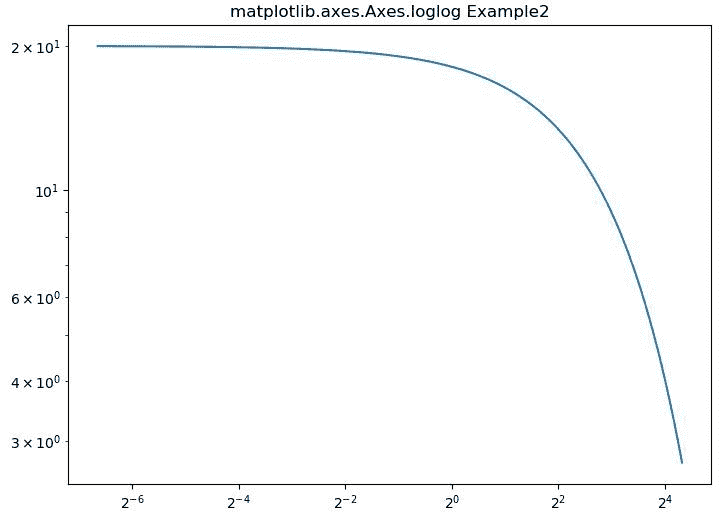 matplotlib.axes.Axes.loglog Example2
2 × 10¹
10¹
6 × 10⁰
4 × 10⁰
3 × 10⁰
2⁻⁶ 2⁻⁴ 2⁻² 2⁰ 2² 2⁴